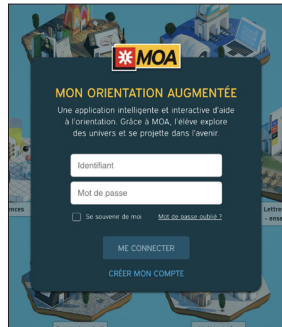 MOA
MON ORIENTATION AUGMENTÉE
Une application intelligente et interactive d'aide
à l'orientation. Grâce à MOA, l'élève explore
des univers et se projette dans l'avenir.
Identifiant
Mot de passe
Se souvenir de moi Mot de passe oublié ?
ences
Lettre
- ense
ME CONNECTER
CRÉER MON COMPTE